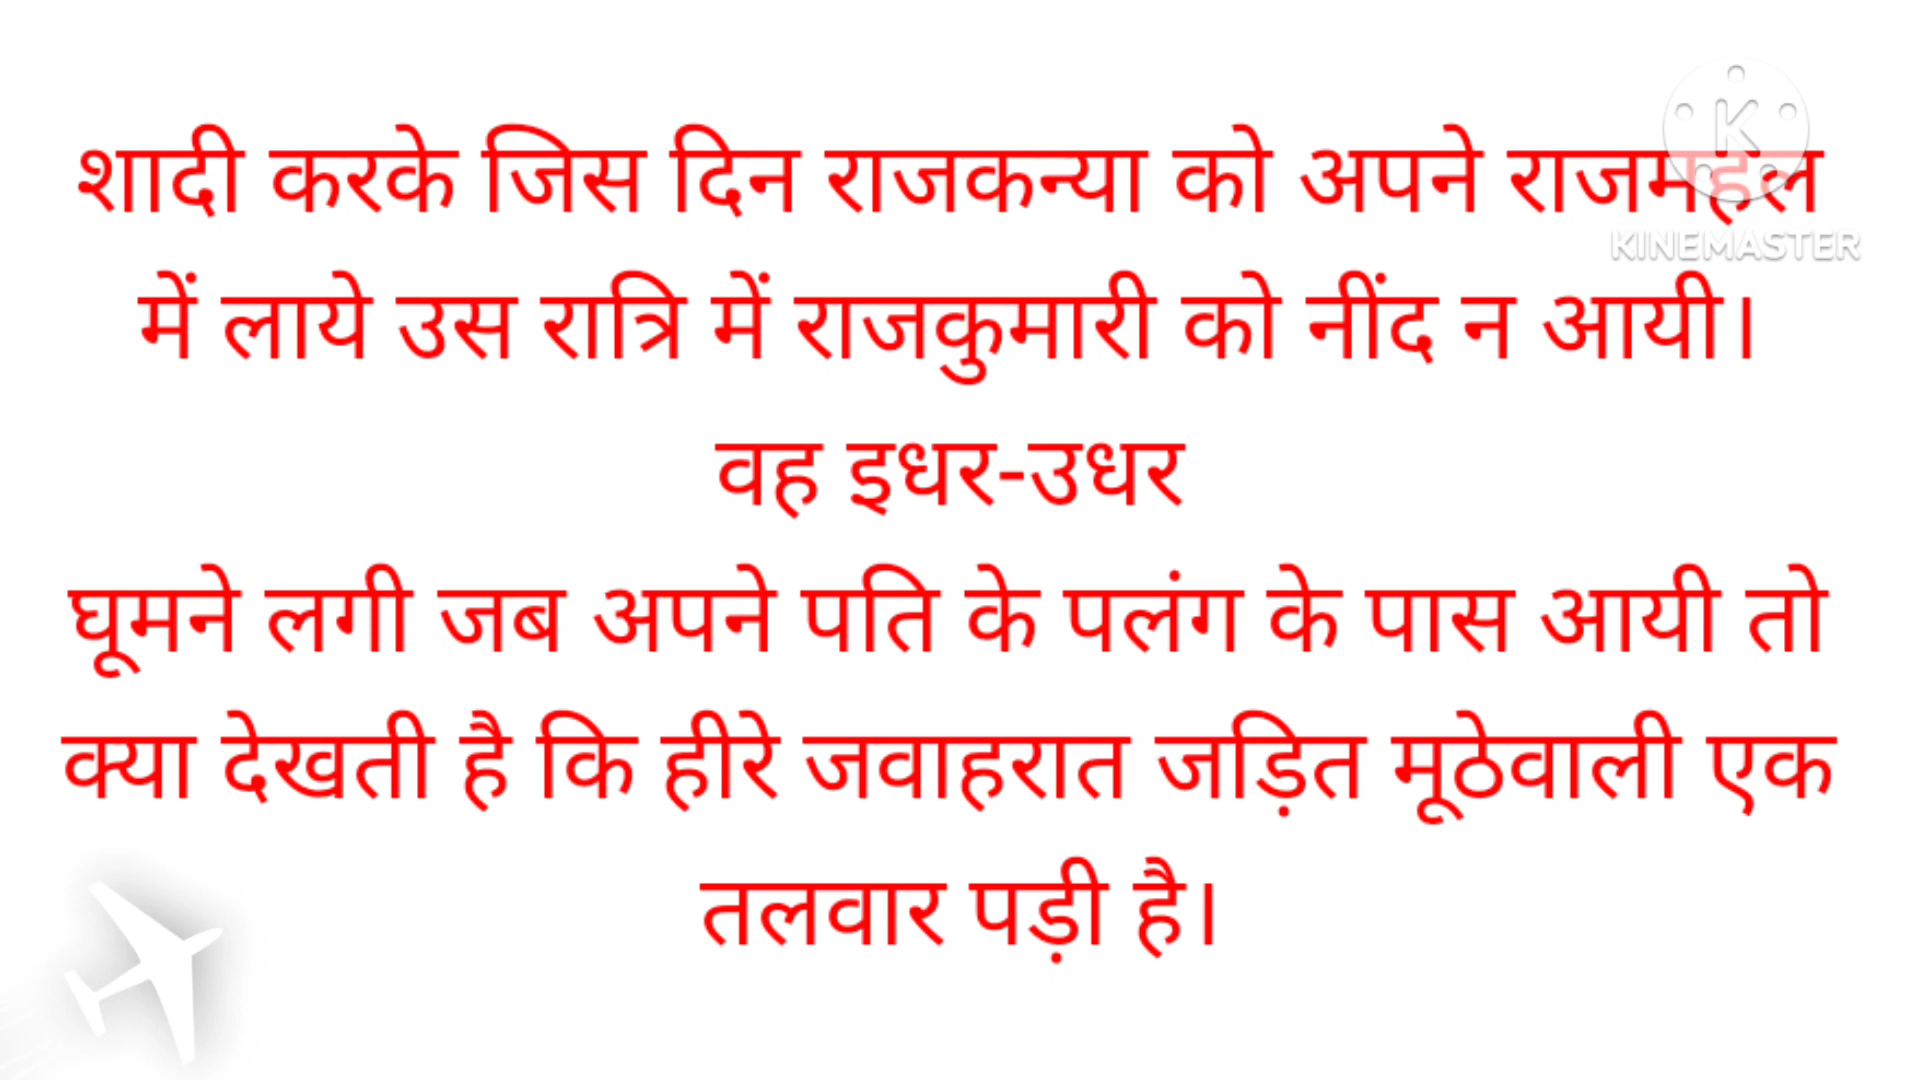 शादी करके जिस दिन राजकन्या को अपने राजमहल
में लाये उस रात्रि में राजकुमारी को नींद न आयी।
वह इधर-उधर
घूमने लगी जब अपने पति के पलंग के पास आयी तो
क्या देखती है कि हीरे जवाहरात जड़ित मूठेवाली एक
तलवार पड़ी है।
K
KINEMASTER